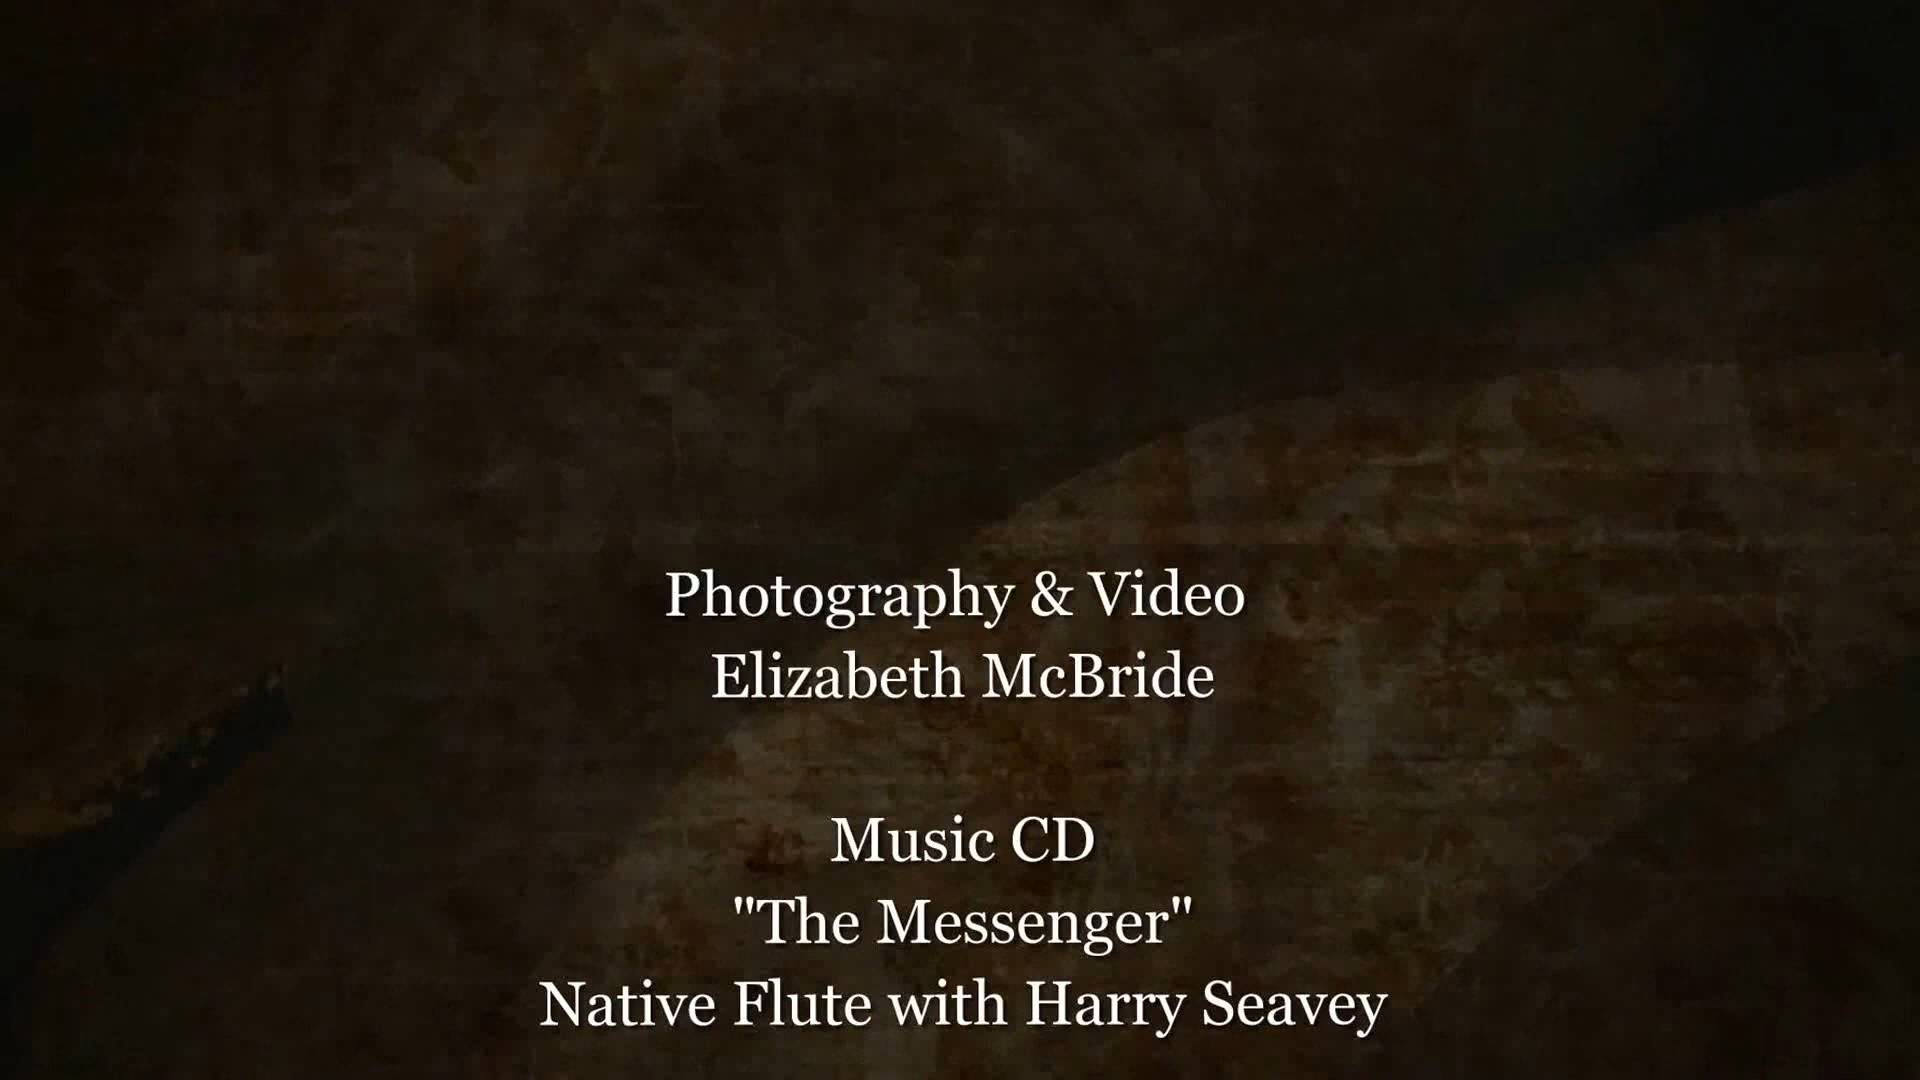 Photography & Video
Elizabeth McBride
Music CD
"The Messenger"
Native Flute with Harry Seavey